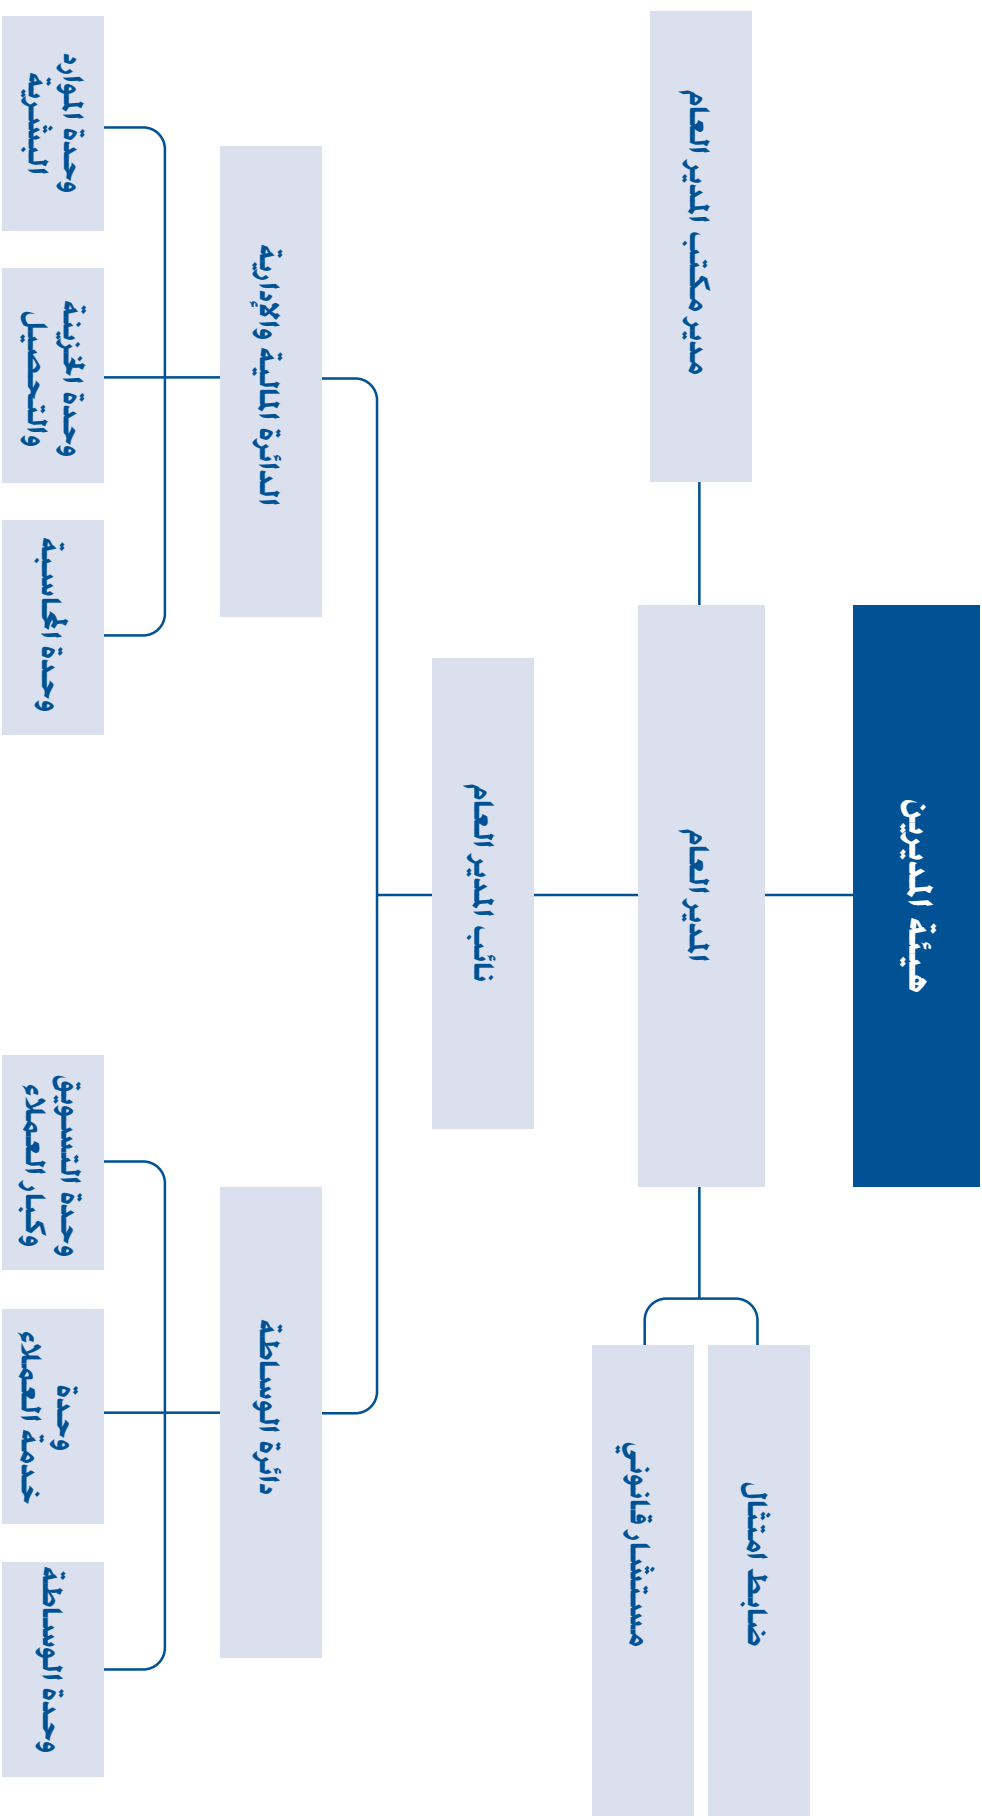 هيئة المديرين
مدير مكتب المدير العام
المدير العام
ضابط امتثال
مستشار قانوني
نائب المدير العام
الدائرة المالية والإدارية
دائرة الوساطة
وحدة الموارد
البشرية
وحدة الخزينة
والتحصيل
وحدة المحاسبة
وحدة التسويق
وكبار العملاء
وحدة
خدمة العملاء
وحدة الوساطة